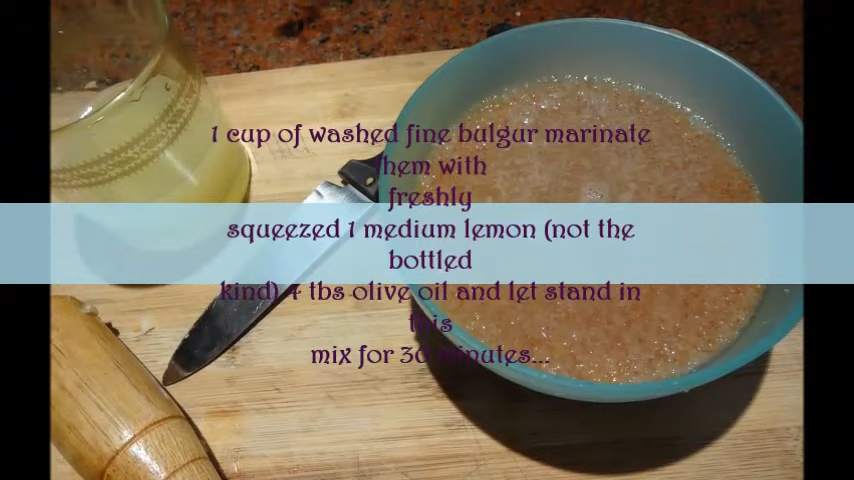 1 cup of washed fine bulgur marinate
them with
freshly
squeezed 1 medium lemon (not the
bottled
kind) 4 tbs olive oil and let stand in
this
mix for 30 minutes...